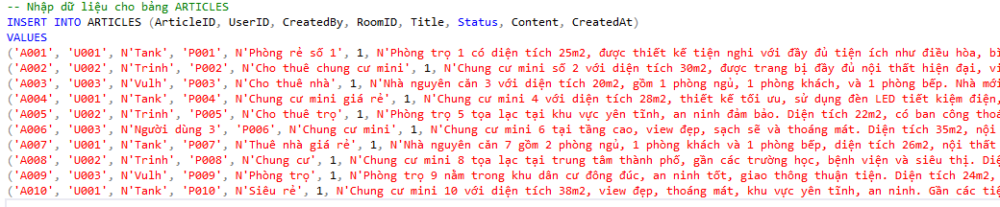 -- Nhập dữ liệu cho bảng ARTICLES
INSERT INTO ARTICLES (ArticleID, UserID, CreatedBy, RoomID, Title, Status, Content, CreatedAt)
VALUES
('A001', 'U001', N'Tank', 'P001', N'Phòng rẻ số 1', 1, N'Phòng trọ 1 có diện tích 25m2, được thiết kế tiện nghi với đầy đủ tiện ích như điều hòa,
('A002', 'U002', N'Trinh', 'P002', N'Cho thuê chung cư mini', 1, N'Chung cư mini số 2 với diện tích 30m2, được trang bị đầy đủ nội thất hiện đại,
('A003', 'U003', N'Vulh', 'P003', N'Cho thuê nhà', 1, N'Nhà nguyên căn 3 với diện tích 20m2, gồm 1 phòng ngủ, 1 phòng khách, và 1 phòng bếp. Nhà mới
('A004', 'U001', N'Tank', 'P004', N'Chung cư mini giá rẻ', 1, N'Chung cư mini 4 với diện tích 28m2, thiết kế tối ưu, sử dụng đèn LED tiết kiệm điện,
('A005', 'U002', N'Trinh', 'P005', N'Cho thuê trọ', 1, N'Phòng trọ 5 tọa lạc tại khu vực yên tĩnh, an ninh đảm bảo. Diện tích 22m2, có ban công thoá
('A006', 'U003', N'Người dùng 3', 'P006', N'Chung cư mini', 1, N'Chung cư mini 6 tại tầng cao, view đẹp, sạch sẽ và thoáng mát. Diện tích 35m2, nội
('A007', 'U001', N'Tank', 'P007', N'Thuê nhà giá rẻ', 1, N'Nhà nguyên căn 7 gồm 2 phòng ngủ, 1 phòng khách và 1 phòng bếp, diện tích 26m2, nội thất
('A008', 'U002', N'Trinh', 'P008', N'Chung cư', 1, N'Chung cư mini 8 tọa lạc tại trung tâm thành phố, gần các trường học, bệnh viện và siêu thị. Diệ
('A009', 'U003', N'Vulh', 'P009', N'Phòng trọ', 1, N'Phòng trọ 9 nằm trong khu dân cư đông đúc, an ninh tốt, giao thông thuận tiện. Diện tích 24m2,
('A010', 'U001', N'Tank', 'P010', N'Siêu rẻ', 1, N'Chung cư mini 10 với diện tích 38m2, view đẹp, thoáng mát, khu vực yên tĩnh, an ninh. Gần các tiệ